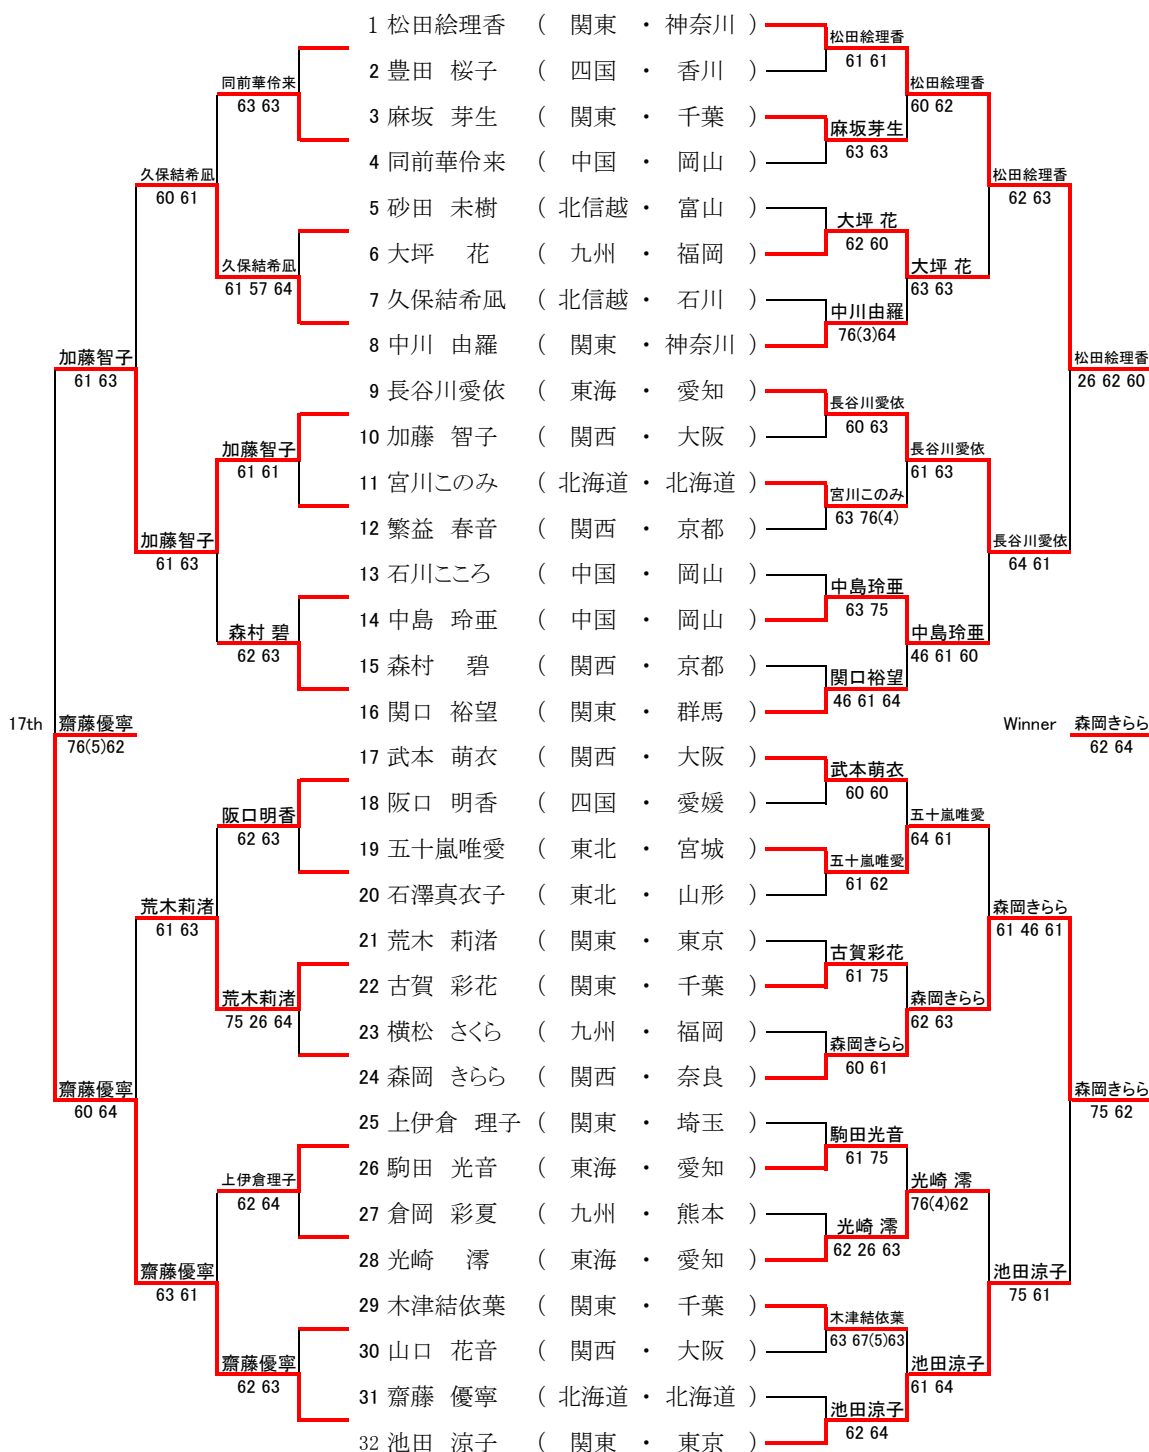 1 松田絵理香 ( 関東 ・ 神奈川 )
松田絵理香
61 61
同前華伶来
63 63
2 豊田 桜子 ( 四国 ・ 香川 )
松田絵理香
60 62
3 麻坂 芽生 ( 関東 ・ 千葉 )
麻坂芽生
63 63
4 同前華伶来 ( 中国 ・ 岡山 )
久保結希凪
60 61
松田絵理香
62 63
5 砂田 未樹 ( 北信越 ・ 富山 )
大坪 花
62 60
6 大坪 花 ( 九州 ・ 福岡 )
久保結希凪
61 57 64
大坪 花
63 63
7 久保結希凪 ( 北信越 ・ 石川 )
中川由羅
76(3)64
8 中川 由羅 ( 関東 ・ 神奈川 )
加藤智子
61 63
松田絵理香
26 62 60
9 長谷川愛依 ( 東海 ・ 愛知 )
長谷川愛依
60 63
10 加藤 智子 ( 関西 ・ 大阪 )
加藤智子
61 61
長谷川愛依
61 63
11 宮川このみ ( 北海道 ・ 北海道 )
宮川このみ
63 76(4)
12 繁益 春音 ( 関西 ・ 京都 )
加藤智子
61 63
長谷川愛依
64 61
13 石川こころ ( 中国 ・ 岡山 )
中島玲亜
63 75
14 中島 玲亜 ( 中国 ・ 岡山 )
森村 碧
62 63
中島玲亜
46 61 60
15 森村 碧 ( 関西 ・ 京都 )
関口裕望
46 61 64
16 関口 裕望 ( 関東 ・ 群馬 )
17th 齋藤優寧
76(5)62
Winner 森岡きらら
62 64
17 武本 萌衣 ( 関西 ・ 大阪 )
武本萌衣
60 60
18 阪口 明香 ( 四国 ・ 愛媛 )
阪口明香
62 63
五十嵐唯愛
64 61
19 五十嵐唯愛 ( 東北 ・ 宮城 )
五十嵐唯愛
61 62
20 石澤真衣子 ( 東北 ・ 山形 )
荒木莉渚
61 63
森岡きらら
61 46 61
21 荒木 莉渚 ( 関東 ・ 東京 )
古賀彩花
61 75
22 古賀 彩花 ( 関東 ・ 千葉 )
荒木莉渚
75 26 64
森岡きらら
62 63
23 横松 さくら ( 九州 ・ 福岡 )
森岡きらら
60 61
24 森岡 きらら ( 関西 ・ 奈良 )
齋藤優寧
60 64
森岡きらら
75 62
25 上伊倉 理子 ( 関東 ・ 埼玉 )
駒田光音
61 75
26 駒田 光音 ( 東海 ・ 愛知 )
上伊倉理子
62 64
光崎 澪
76(4)62
27 倉岡 彩夏 ( 九州 ・ 熊本 )
光崎 澪
62 26 63
28 光崎 澪 ( 東海 ・ 愛知 )
齋藤優寧
63 61
池田涼子
75 61
29 木津結依葉 ( 関東 ・ 千葉 )
木津結依葉
63 67(5)63
30 山口 花音 ( 関西 ・ 大阪 )
齋藤優寧
62 63
池田涼子
61 64
31 齋藤 優寧 ( 北海道 ・ 北海道 )
池田涼子
62 64
32 池田 涼子 ( 関東 ・ 東京 )